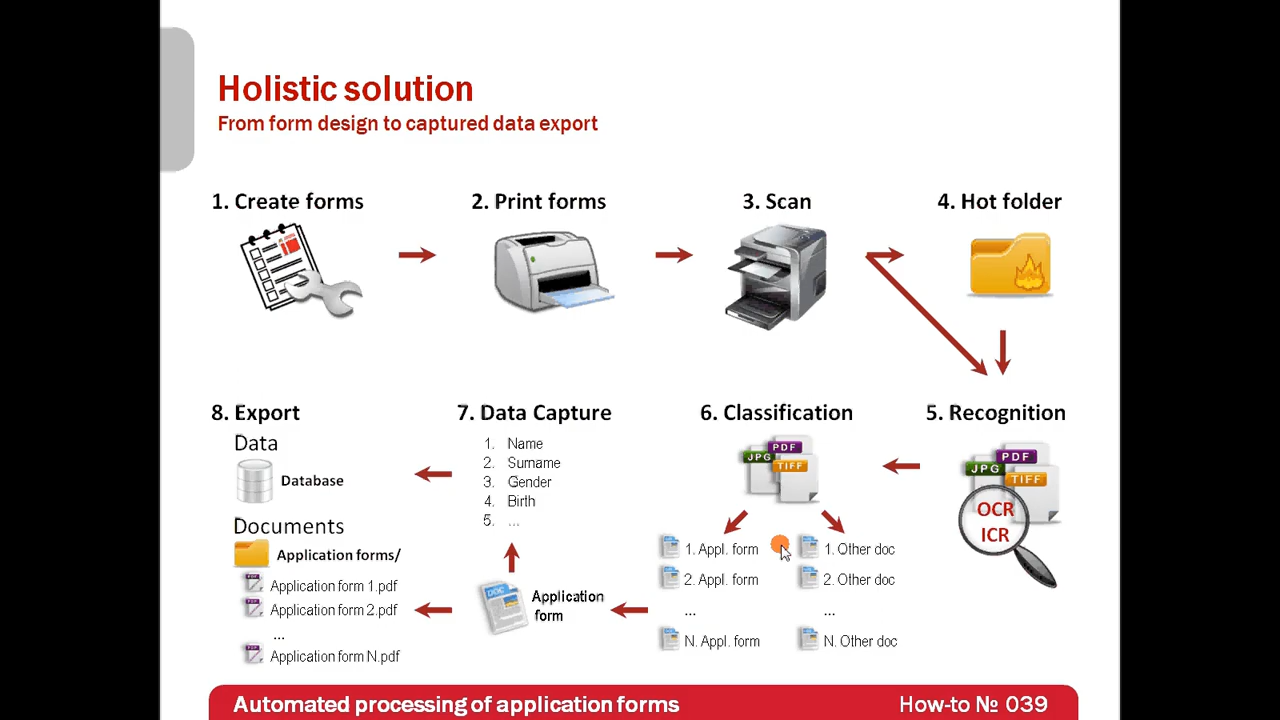 Holistic solution
From form design to captured data export
1. Create forms
2. Print forms
3. Scan
4. Hot folder
8. Export
Data
Database
Documents
Application forms/
Application form 1.pdf
Application form 2.pdf
...
Application form N.pdf
7. Data Capture
1. Name
2. Surname
3. Gender
4. Birth
5. ...
DOC
Application
form
6. Classification
PDF
JPG
TIFF
1. Appl. form
2. Appl. form
...
N. Appl. form
1. Other doc
2. Other doc
...
N. Other doc
5. Recognition
PDF
JPG
TIFF
OCR
ICR
Automated processing of application forms
How-to № 039